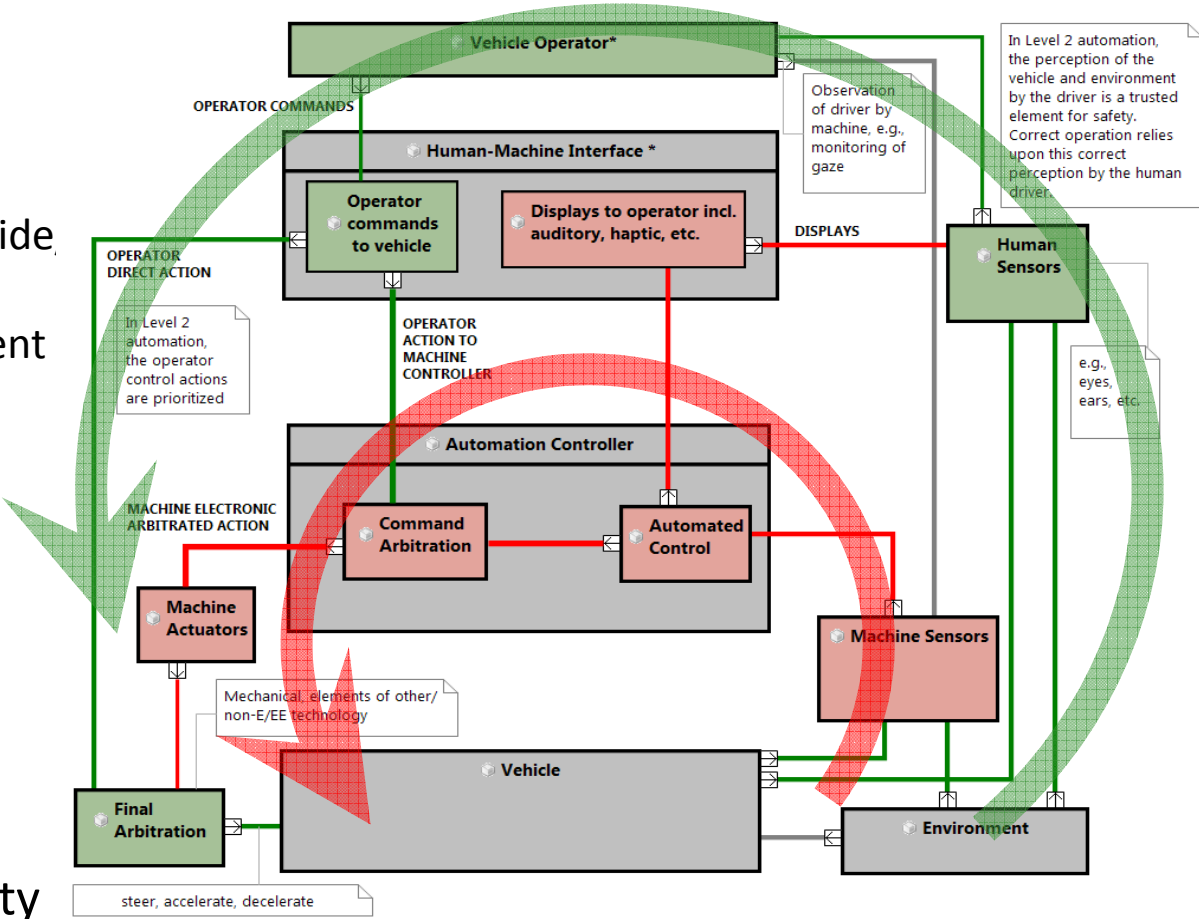 Vehicle Operator*
In Level 2 automation,
the perception of the
vehicle and environment
by the driver is a trusted
element for safety.
Correct operation relies
upon this correct
perception by the human
driver.
OPERATOR COMMANDS
Observation
of driver by
machine, e.g.,
monitoring of
gaze
Human-Machine Interface *
Operator
commands
to vehicle
Displays to operator incl.
auditory, haptic, etc.
DISPLAYS
Human
Sensors
ide,
OPERATOR
DIRECT ACTION
ent
In Level 2
automation,
the operator
control actions
are prioritized
OPERATOR
ACTION TO
MACHINE
CONTROLLER
e.g.,
eyes,
ears, etc.
Automation Controller
MACHINE ELECTRONIC
ARBITRATED ACTION
Command
Arbitration
Automated
Control
Machine
Actuators
Machine Sensors
Mechanical, elements of other/
non-E/EE technology
Vehicle
Final
Arbitration
Environment
ty
steer, accelerate, decelerate